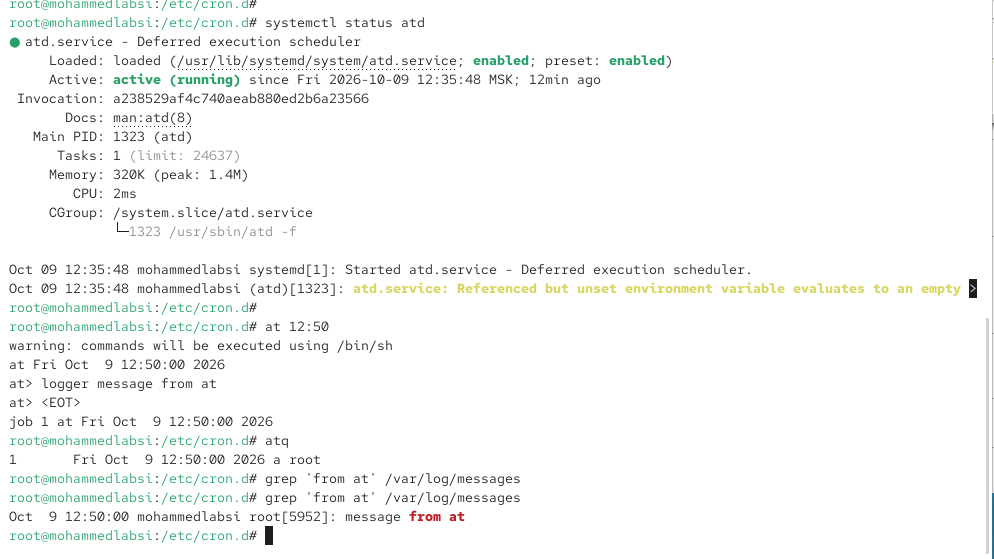 root@mohammedlabsi:/etc/cron.d#
root@mohammedlabsi:/etc/cron.d# systemctl status atd
● atd.service - Deferred execution scheduler
     Loaded: loaded (/usr/lib/systemd/system/atd.service; enabled; preset: enabled)
     Active: active (running) since Fri 2026-10-09 12:35:48 MSK; 12min ago
 Invocation: a238529af4c740aeab880ed2b6a23566
       Docs: man:atd(8)
   Main PID: 1323 (atd)
      Tasks: 1 (limit: 24637)
     Memory: 320K (peak: 1.4M)
        CPU: 2ms
     CGroup: /system.slice/atd.service
             └─1323 /usr/sbin/atd -f
Oct 09 12:35:48 mohammedlabsi systemd[1]: Started atd.service - Deferred execution scheduler.
Oct 09 12:35:48 mohammedlabsi (atd)[1323]: atd.service: Referenced but unset environment variable evaluates to an empty >
root@mohammedlabsi:/etc/cron.d#
root@mohammedlabsi:/etc/cron.d# at 12:50
warning: commands will be executed using /bin/sh
at Fri Oct  9 12:50:00 2026
at> logger message from at
at> <EOT>
job 1 at Fri Oct  9 12:50:00 2026
root@mohammedlabsi:/etc/cron.d# atq
1       Fri Oct  9 12:50:00 2026 a root
root@mohammedlabsi:/etc/cron.d# grep 'from at' /var/log/messages
root@mohammedlabsi:/etc/cron.d# grep 'from at' /var/log/messages
Oct  9 12:50:00 mohammedlabsi root[5952]: message from at
root@mohammedlabsi:/etc/cron.d#